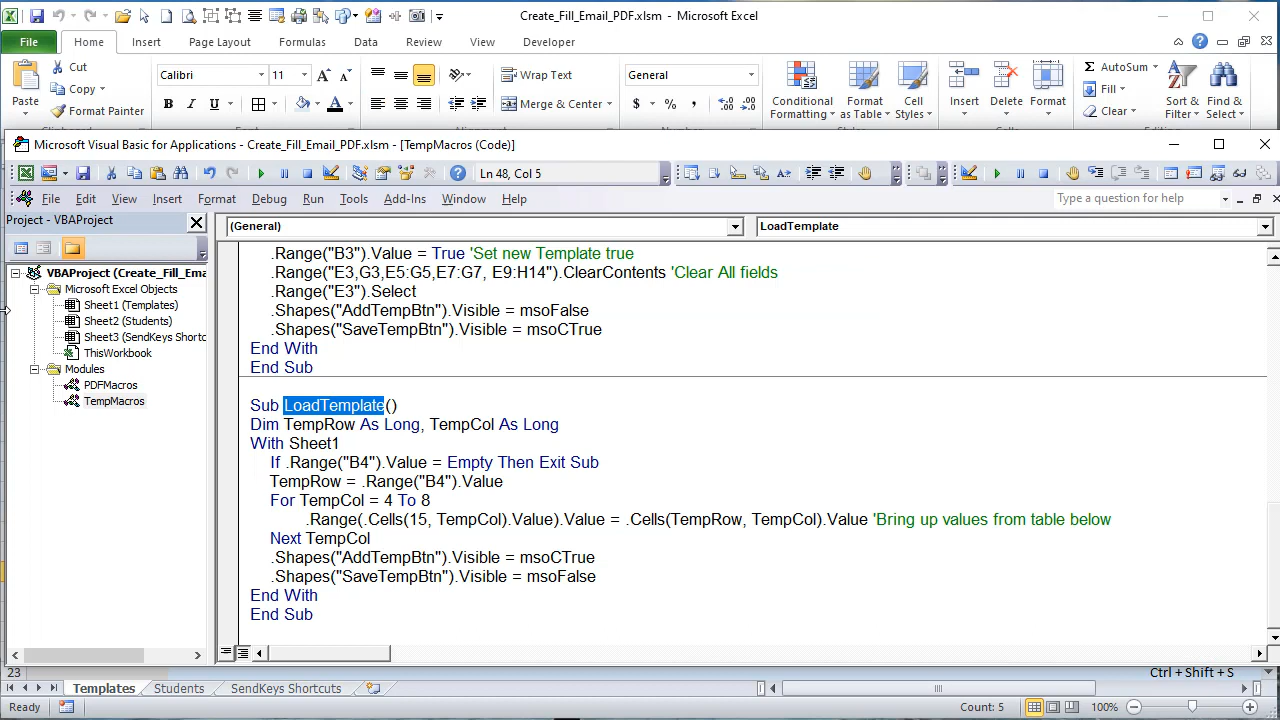 Create_Fill_Email_PDF.xlsm - Microsoft Excel
File Home Insert Page Layout Formulas Data Review View Developer
Cut
Copy
Format Painter
Paste
Calibri 11
B I U
Wrap Text
Merge & Center
General
$ % ,
Conditional Formatting
Format as Table
Cell Styles
Insert Delete Format
AutoSum
Fill
Clear
Sort & Filter
Find & Select
Microsoft Visual Basic for Applications - Create_Fill_Email_PDF.xlsm - [TempMacros (Code)]
Ln 48, Col 5
File Edit View Insert Format Debug Run Tools Add-Ins Window Help
Type a question for help
Project - VBAProject
(General) LoadTemplate
VBAProject (Create_Fill_Ema
Microsoft Excel Objects
Sheet1 (Templates)
Sheet2 (Students)
Sheet3 (SendKeys Shortc
ThisWorkbook
Modules
PDFMacros
TempMacros
.Range("B3").Value = True 'Set new Template true
.Range("E3,G3,E5:G5,E7:G7, E9:H14").ClearContents 'Clear All fields
.Range("E3").Select
.Shapes("AddTempBtn").Visible = msoFalse
.Shapes("SaveTempBtn").Visible = msoCTrue
End With
End Sub
Sub LoadTemplate()
Dim TempRow As Long, TempCol As Long
With Sheet1
If .Range("B4").Value = Empty Then Exit Sub
TempRow = .Range("B4").Value
For TempCol = 4 To 8
.Range(.Cells(15, TempCol).Value).Value = .Cells(TempRow, TempCol).Value 'Bring up values from table below
Next TempCol
.Shapes("AddTempBtn").Visible = msoCTrue
.Shapes("SaveTempBtn").Visible = msoFalse
End With
End Sub
23
Ctrl + Shift + S
Templates Students SendKeys Shortcuts
Ready Count: 5 100%